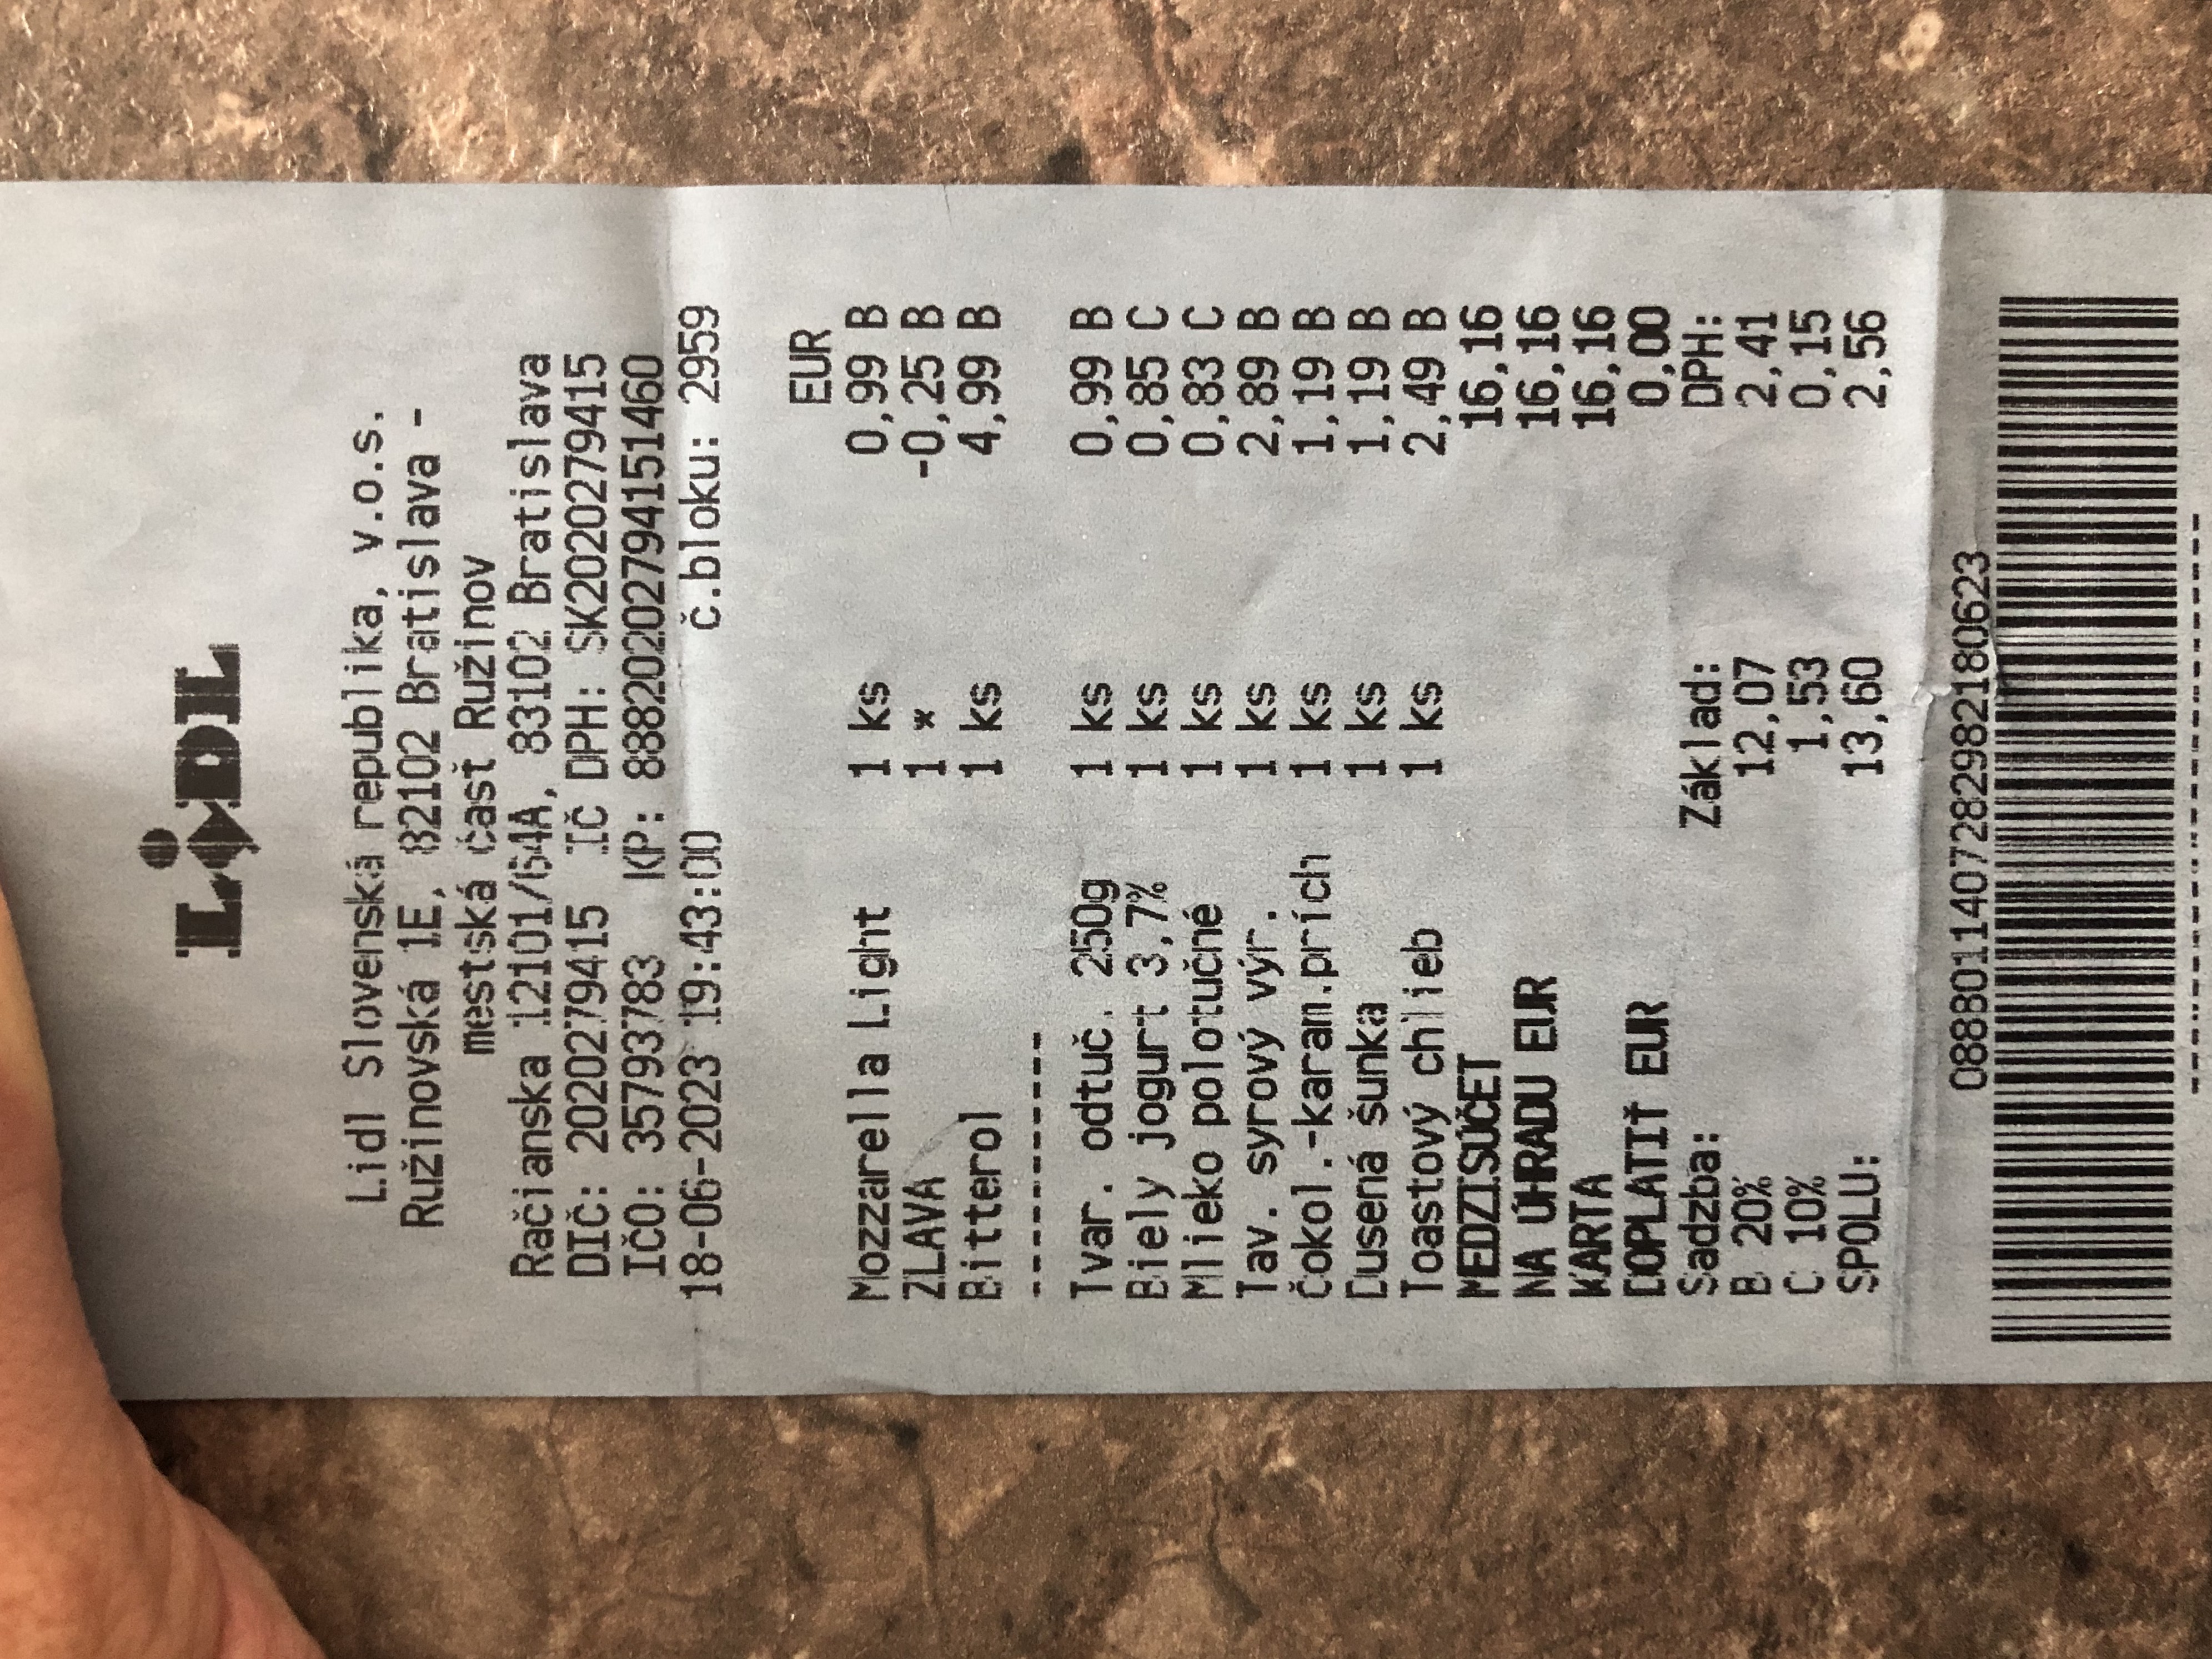 LIDL
Lidl Slovenská republika, v.o.s.
Ružinovská 1E, 82102 Bratislava -
mestská časť Ružinov
Račianska 12101/64A, 83102 Bratislava
DIČ: 2020279415 IČ DPH: SK2020279415
IČO: 35793783 KP: 88820202794151460
18-06-2023 19:43:00 č.bloku: 2959
EUR
Mozzarella Light 1 ks 0,99 B
ZLAVA 1 * -0,25 B
Bitterol 1 ks 4,99 B
-----------
Tvar. odtuč. 250g 1 ks 0,99 B
Biely jogurt 3,7% 1 ks 0,85 C
Mlieko polotučné 1 ks 0,83 C
Tav. syrový výr. 1 ks 2,89 B
Čokol.-karam.prích 1 ks 1,19 B
Dusená šunka 1 ks 1,19 B
Toastový chlieb 1 ks 2,49 B
MEDZISÚČET 16,16
NA ÚHRADU EUR 16,16
KARTA 16,16
DOPLATIŤ EUR 0,00
Sadzba: Základ: DPH:
B 20% 12,07 2,41
C 10% 1,53 0,15
SPOLU: 13,60 2,56
0888011407282982180623